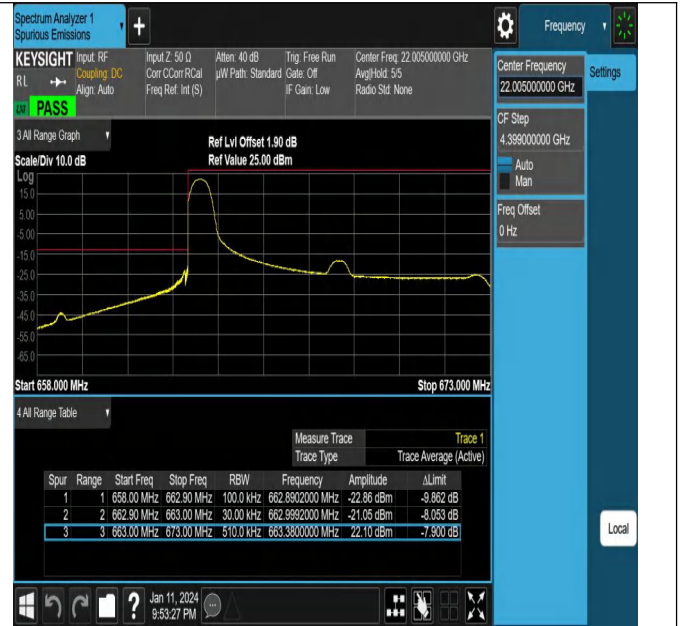 Spectrum Analyzer 1
Spurious Emissions
Frequency
KEYSIGHT
RL
Input: RF
Coupling: DC
Align: Auto
Input Z: 50 Ω
Corr CCorr RCal
Freq Ref: Int (S)
Atten: 40 dB
µW Path: Standard
Trig: Free Run
Gate: Off
IF Gain: Low
Center Freq: 22.005000000 GHz
Avg|Hold: 5/5
Radio Std: None
PASS
Center Frequency
22.005000000 GHz
Settings
CF Step
4.399000000 GHz
Auto
Man
Freq Offset
0 Hz
3 All Range Graph
Scale/Div 10.0 dB
Ref Lvl Offset 1.90 dB
Ref Value 25.00 dBm
Log
15.0
5.00
-5.00
-15.0
-25.0
-35.0
-45.0
-55.0
-65.0
Start 658.000 MHz
Stop 673.000 MHz
4 All Range Table
Measure Trace Trace 1
Trace Type Trace Average (Active)
Spur Range Start Freq Stop Freq RBW Frequency Amplitude ΔLimit
1 1 658.00 MHz 662.90 MHz 100.0 kHz 662.8902000 MHz -22.86 dBm -9.862 dB
2 2 662.90 MHz 663.00 MHz 30.00 kHz 662.9992000 MHz -21.05 dBm -8.053 dB
3 3 663.00 MHz 673.00 MHz 510.0 kHz 663.3800000 MHz 22.10 dBm -7.900 dB
Local
?
Jan 11, 2024
9:53:27 PM